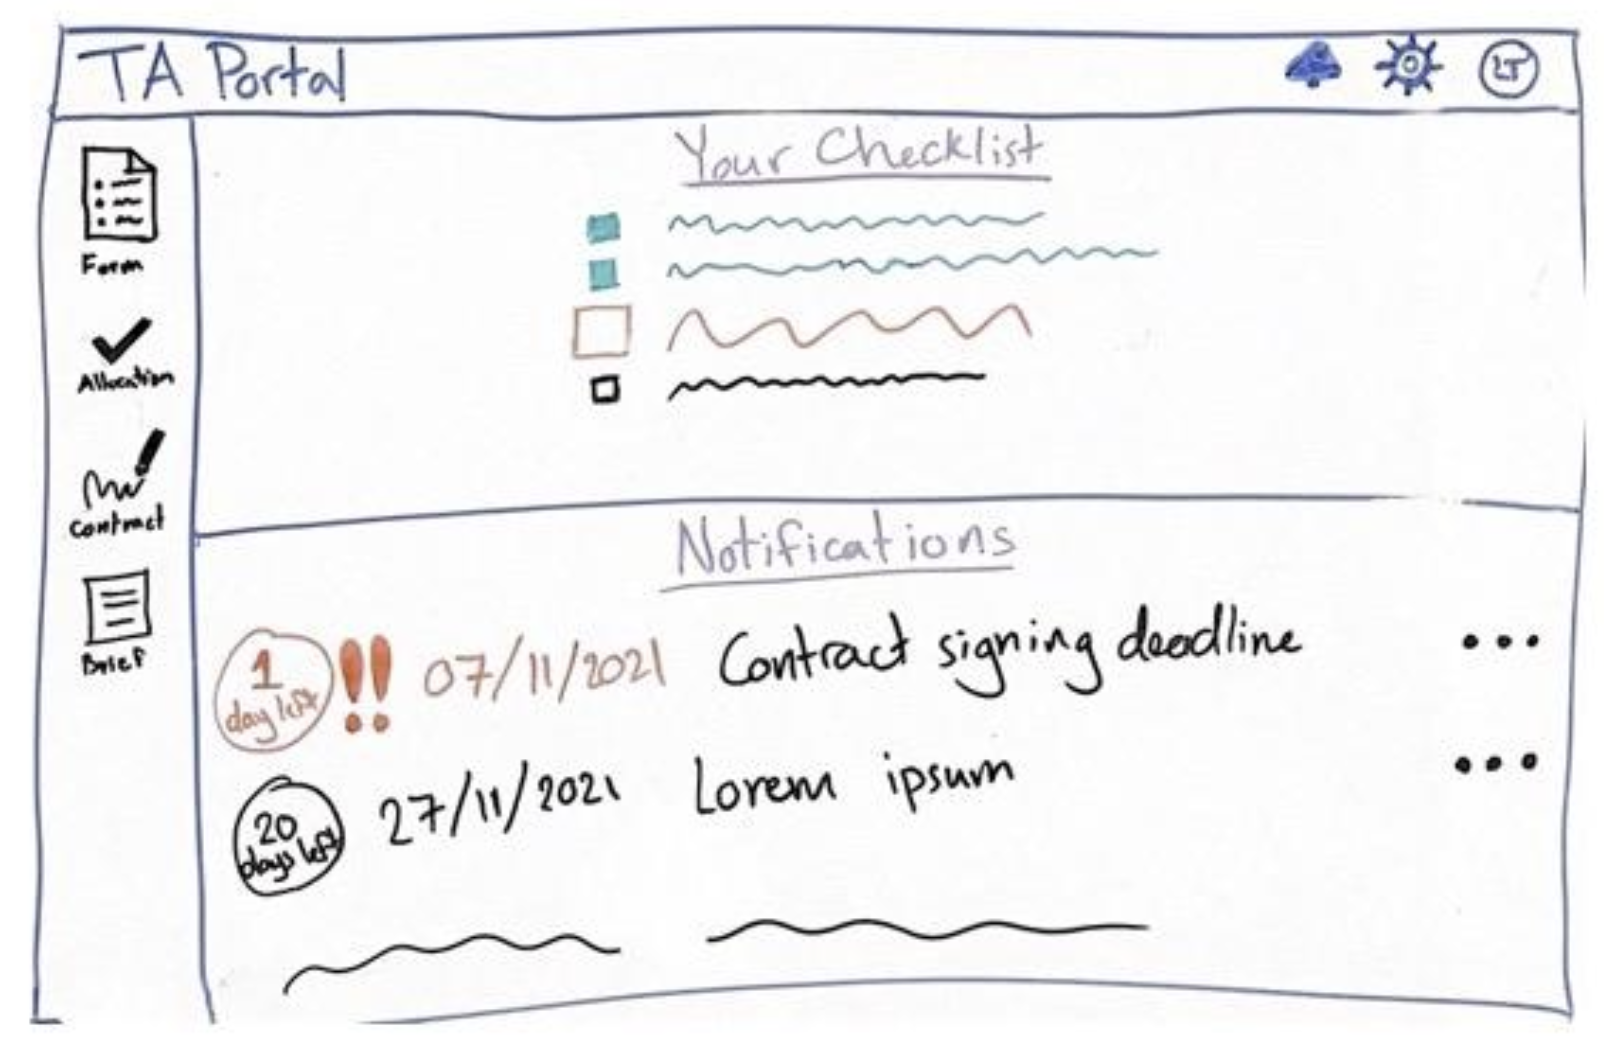 TA Portal
LT
Form
Allocation
Contract
Brief
Your Checklist
Notifications
1 day left !! 07/11/2021 Contract signing deadline ...
20 days left 27/11/2021 Lorem ipsum ...